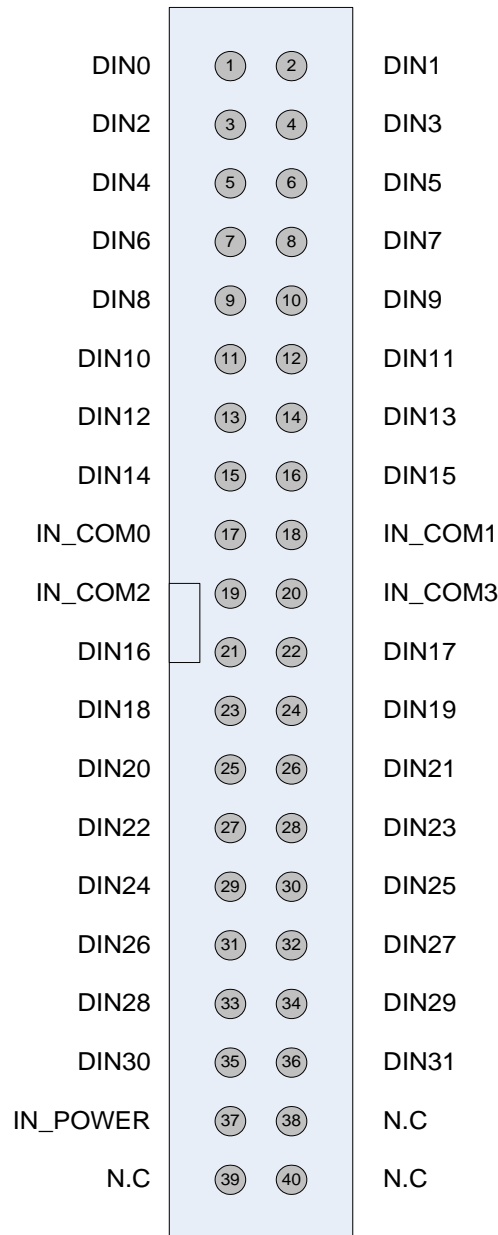 DIN0 1 2 DIN1
DIN2 3 4 DIN3
DIN4 5 6 DIN5
DIN6 7 8 DIN7
DIN8 9 10 DIN9
DIN10 11 12 DIN11
DIN12 13 14 DIN13
DIN14 15 16 DIN15
IN_COM0 17 18 IN_COM1
IN_COM2 19 20 IN_COM3
DIN16 21 22 DIN17
DIN18 23 24 DIN19
DIN20 25 26 DIN21
DIN22 27 28 DIN23
DIN24 29 30 DIN25
DIN26 31 32 DIN27
DIN28 33 34 DIN29
DIN30 35 36 DIN31
IN_POWER 37 38 N.C
N.C 39 40 N.C